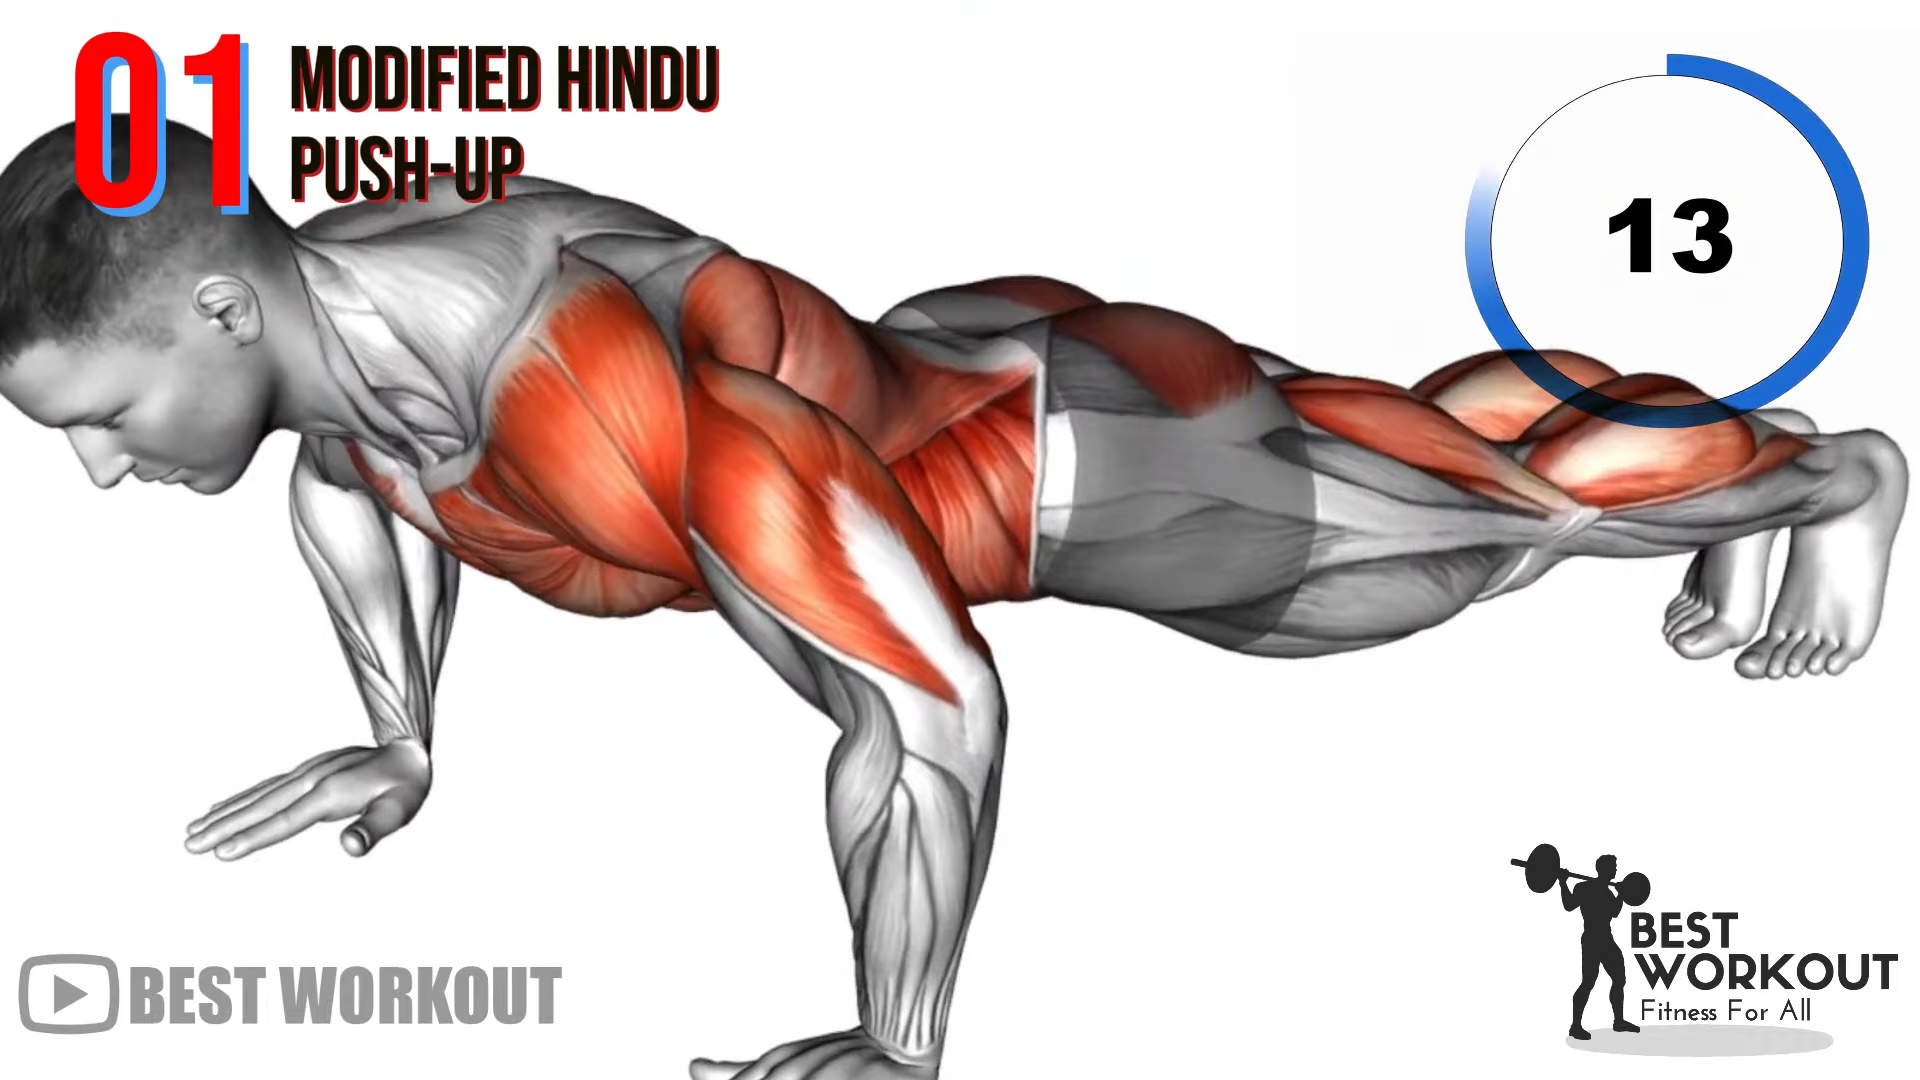 01
MODIFIED HINDU
PUSH-UP
13
BEST WORKOUT
BEST
WORKOUT
Fitness For All